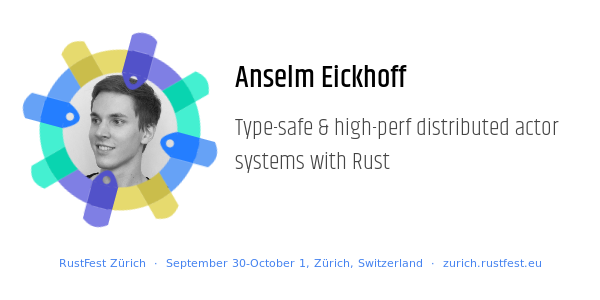 Anselm Eickhoff
Type-safe & high-perf distributed actor
systems with Rust
RustFest Zürich · September 30-October 1, Zürich, Switzerland · zurich.rustfest.eu